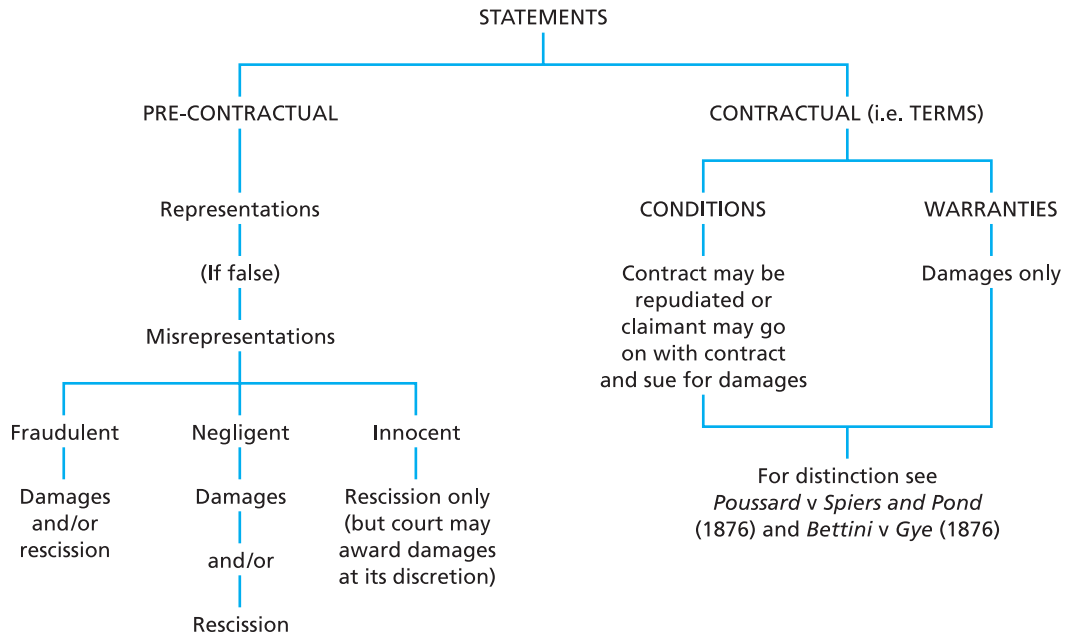 STATEMENTS
PRE-CONTRACTUAL
CONTRACTUAL (i.e. TERMS)
Representations
(If false)
Misrepresentations
Fraudulent
Damages
and/or
rescission
Negligent
Damages
and/or
Rescission
Innocent
Rescission only
(but court may
award damages
at its discretion)
CONDITIONS
Contract may be
repudiated or
claimant may go
on with contract
and sue for damages
WARRANTIES
Damages only
For distinction see
Poussard v Spiers and Pond
(1876) and Bettini v Gye (1876)